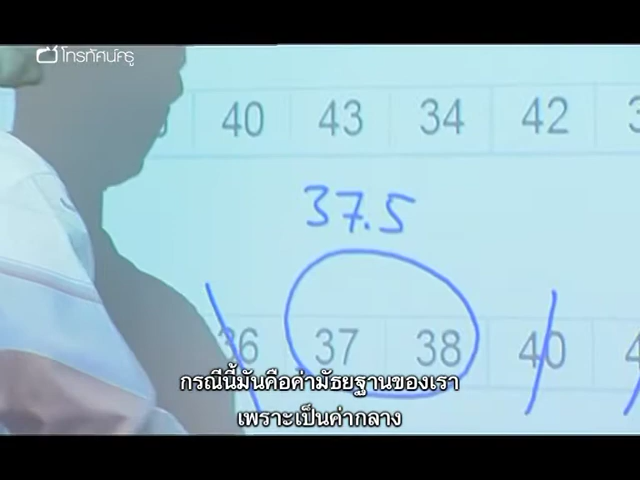 โทรทัศน์ครู
40 43 34 42 3
37.5
36 37 38 40 4
กรณีนี้มันคือค่ามัธยฐานของเรา
เพราะเป็นค่ากลาง